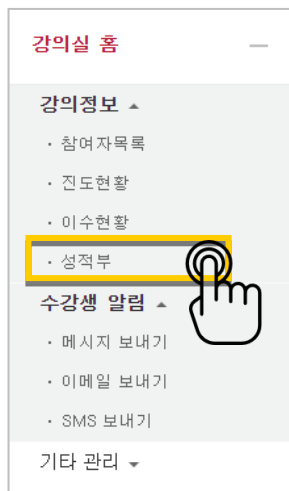 강의실 홈
강의정보
· 참여자목록
· 진도현황
· 이수현황
· 성적부
수강생 알림
· 메시지 보내기
· 이메일 보내기
· SMS 보내기
기타 관리